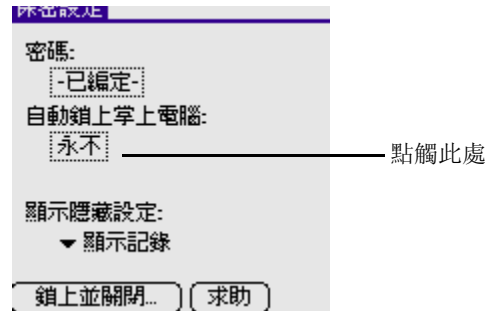 保密設定
密碼:
-已編定-
自動鎖上掌上電腦:
永不
點觸此處
顯示隱藏設定:
顯示記錄
鎖上並關閉...
求助